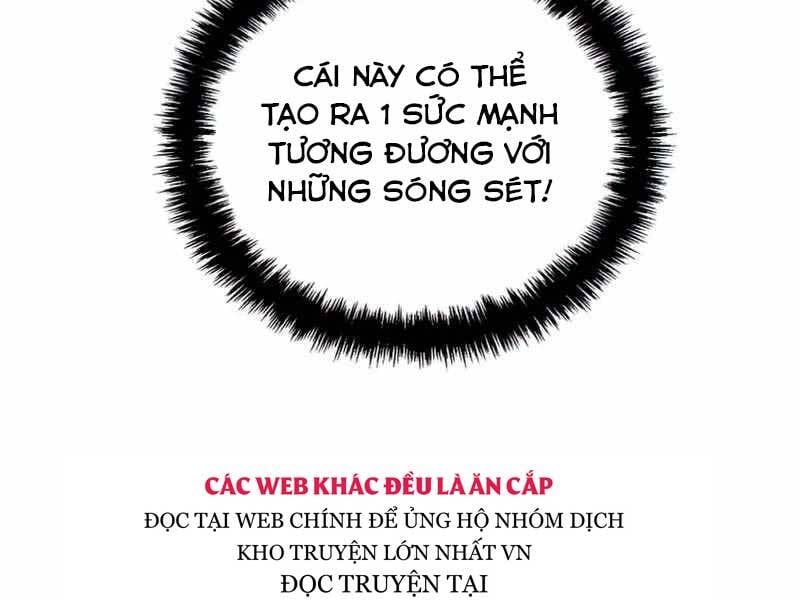 CÁI NÀY CÓ THỂ
TẠO RA 1 SỨC MẠNH
TƯƠNG ĐƯƠNG VỚI
NHỮNG SÓNG SÉT!
CÁC WEB KHÁC ĐỀU LÀ ĂN CẮP
ĐỌC TẠI WEB CHÍNH ĐỂ ỦNG HỘ NHÓM DỊCH
KHO TRUYỆN LỚN NHẤT VN
ĐỌC TRUYỆN TẠI